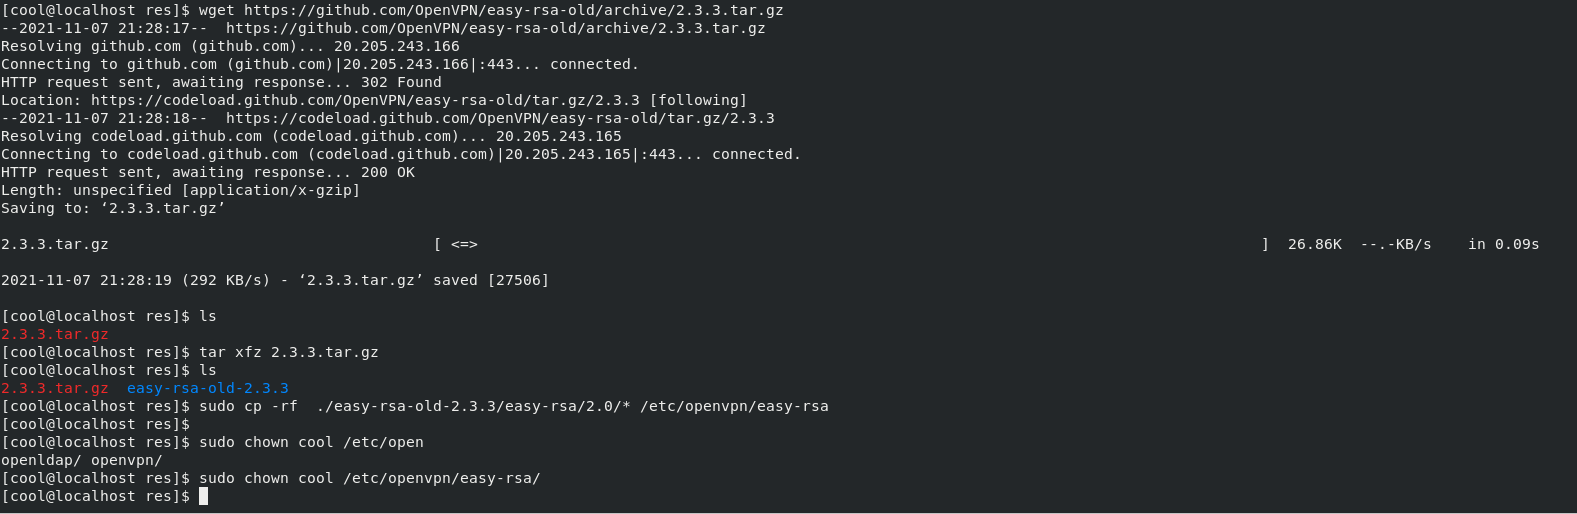 [cool@localhost res]$ wget https://github.com/OpenVPN/easy-rsa-old/archive/2.3.3.tar.gz
--2021-11-07 21:28:17--  https://github.com/OpenVPN/easy-rsa-old/archive/2.3.3.tar.gz
Resolving github.com (github.com)... 20.205.243.166
Connecting to github.com (github.com)|20.205.243.166|:443... connected.
HTTP request sent, awaiting response... 302 Found
Location: https://codeload.github.com/OpenVPN/easy-rsa-old/tar.gz/2.3.3 [following]
--2021-11-07 21:28:18--  https://codeload.github.com/OpenVPN/easy-rsa-old/tar.gz/2.3.3
Resolving codeload.github.com (codeload.github.com)... 20.205.243.165
Connecting to codeload.github.com (codeload.github.com)|20.205.243.165|:443... connected.
HTTP request sent, awaiting response... 200 OK
Length: unspecified [application/x-gzip]
Saving to: ‘2.3.3.tar.gz’
2.3.3.tar.gz                                    [ <=>                                                                                       ]  26.86K  --.-KB/s    in 0.09s
2021-11-07 21:28:19 (292 KB/s) - ‘2.3.3.tar.gz’ saved [27506]
[cool@localhost res]$ ls
2.3.3.tar.gz
[cool@localhost res]$ tar xfz 2.3.3.tar.gz
[cool@localhost res]$ ls
2.3.3.tar.gz  easy-rsa-old-2.3.3
[cool@localhost res]$ sudo cp -rf  ./easy-rsa-old-2.3.3/easy-rsa/2.0/* /etc/openvpn/easy-rsa
[cool@localhost res]$
[cool@localhost res]$ sudo chown cool /etc/open
openldap/ openvpn/
[cool@localhost res]$ sudo chown cool /etc/openvpn/easy-rsa/
[cool@localhost res]$